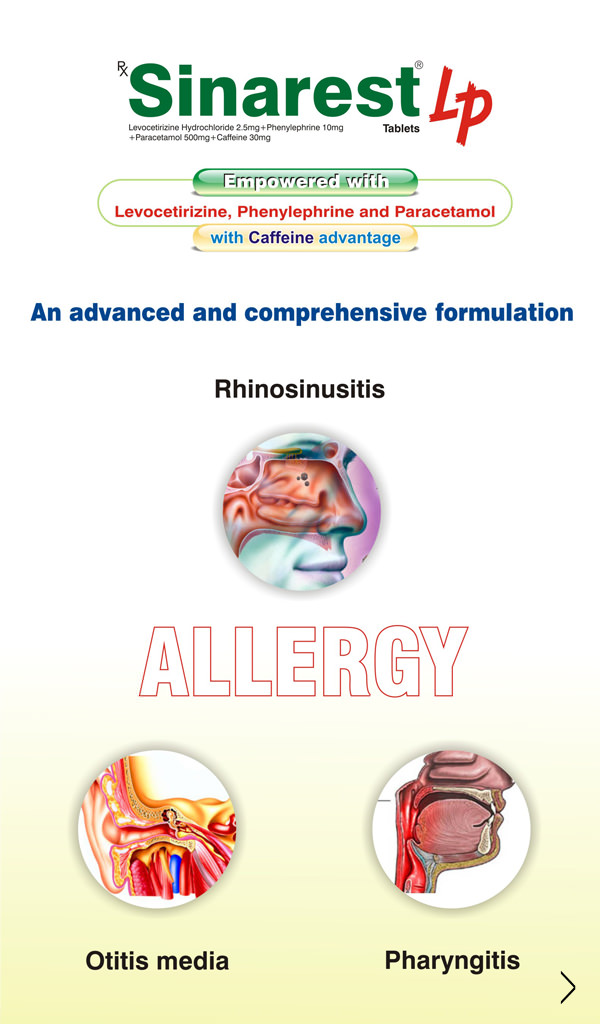 Rx Sinarest® Lp
Levocetirizine Hydrochloride 2.5mg+Phenylephrine 10mg
+Paracetamol 500mg+Caffeine 30mg
Tablets
Empowered with
Levocetirizine, Phenylephrine and Paracetamol
with Caffeine advantage
An advanced and comprehensive formulation
Rhinosinusitis
ALLERGY
Otitis media
Pharyngitis